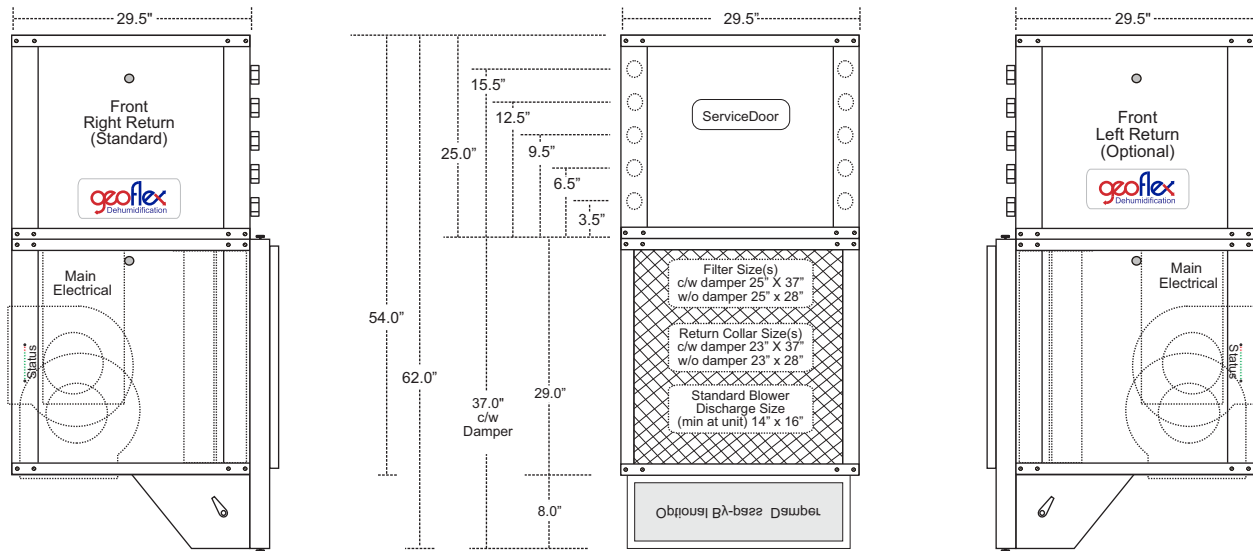 29.5"
Front
Right Return
(Standard)
geoflex
Dehumidification
Main
Electrical
Status
54.0”
62.0”
25.0”
15.5”
12.5”
9.5”
6.5”
3.5”
37.0"
c/w
Damper
29.0”
8.0”
29.5”
ServiceDoor
Filter Size(s)
c/w damper 25” X 37”
w/o damper 25” x 28”
Return Collar Size(s)
c/w damper 23” X 37”
w/o damper 23” x 28”
Standard Blower
Discharge Size
(min at unit) 14” x 16”
Optional By-pass Damper
29.5"
Front
Left Return
(Optional)
geoflex
Dehumidification
Main
Electrical
Status